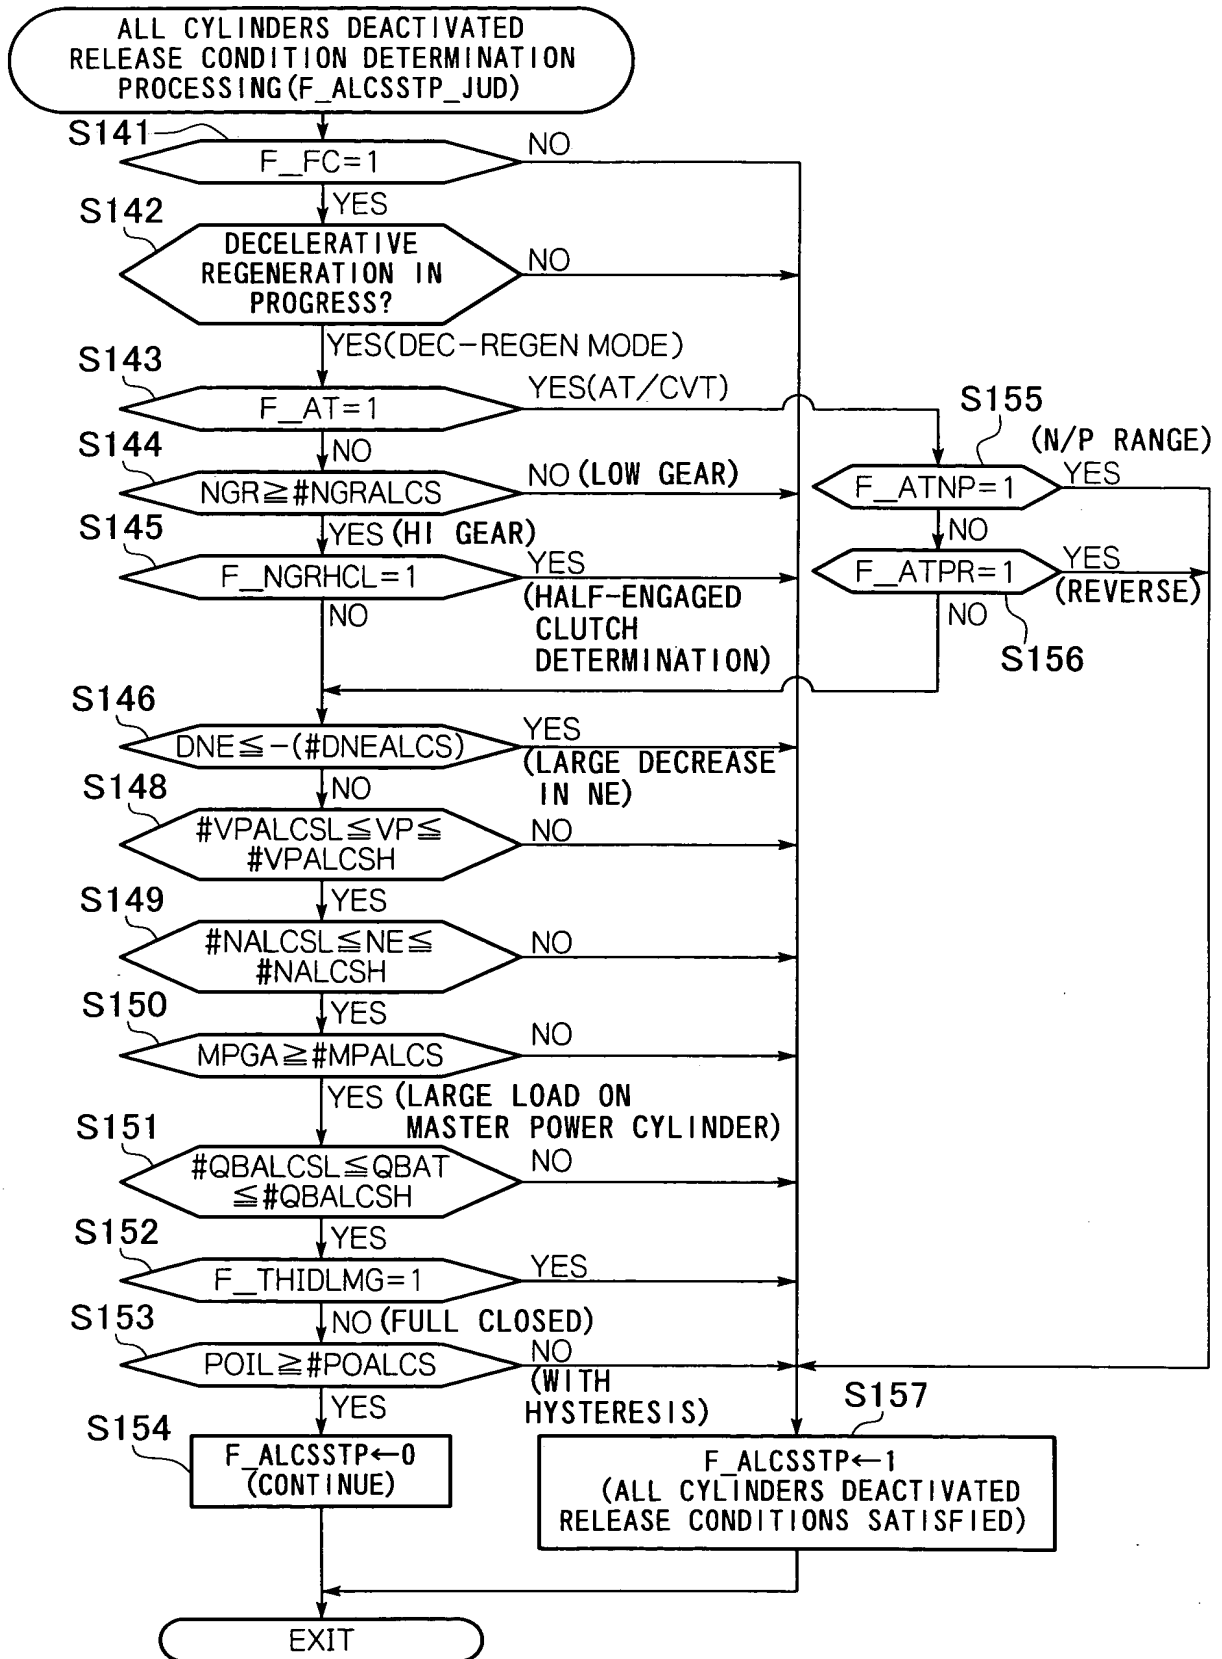 ALL CYLINDERS DEACTIVATED
RELEASE CONDITION DETERMINATION
PROCESSING(F_ALCSSTP_JUD)
S141
F_FC=1
NO
YES
S142
DECELERATIVE
REGENERATION IN
PROGRESS?
NO
YES(DEC-REGEN MODE)
S143
F_AT=1
YES(AT/CVT)
NO
S144
NGR≧#NGRALCS
NO (LOW GEAR)
YES (HI GEAR)
S145
F_NGRHCL=1
YES
(HALF-ENGAGED
CLUTCH
DETERMINATION)
NO
S155
(N/P RANGE)
F_ATNP=1
YES
NO
F_ATPR=1
YES
(REVERSE)
NO
S156
S146
DNE≦-(#DNEALCS)
YES
(LARGE DECREASE
IN NE)
NO
S148
#VPALCSL≦VP≦
#VPALCSH
NO
YES
S149
#NALCSL≦NE≦
#NALCSH
NO
YES
S150
MPGA≧#MPALCS
NO
YES (LARGE LOAD ON
MASTER POWER CYLINDER)
S151
#QBALCSL≦QBAT
≦#QBALCSH
NO
YES
S152
F_THIDLMG=1
YES
NO (FULL CLOSED)
S153
POIL≧#POALCS
NO
(WITH
HYSTERESIS)
YES
S154
F_ALCSSTP←0
(CONTINUE)
S157
F_ALCSSTP←1
(ALL CYLINDERS DEACTIVATED
RELEASE CONDITIONS SATISFIED)
EXIT